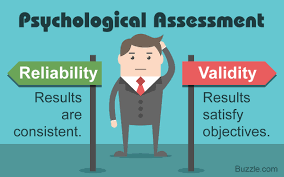 Psychological Assessment
Reliability
Results
are
consistent.
Validity
Results
satisfy
objectives.
Buzzle.com